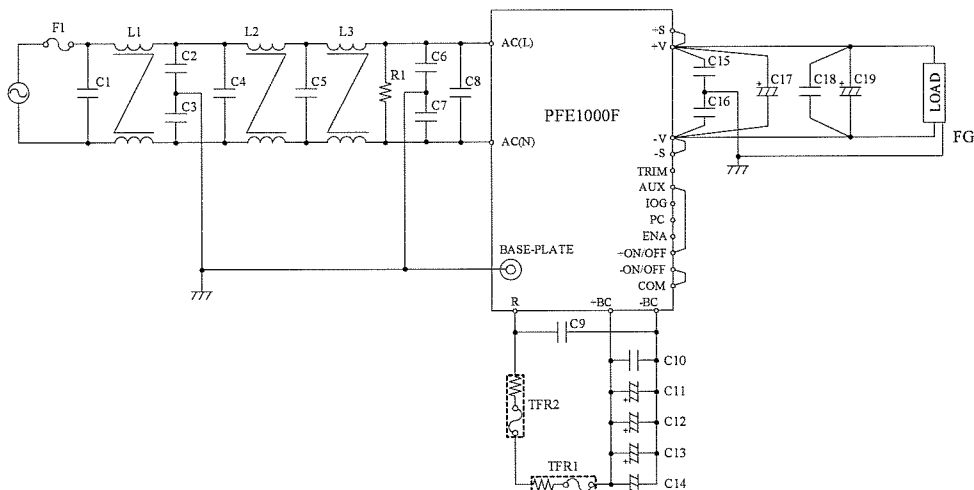 F1
L1
L2
L3
C1
C2
C3
C4
C5
R1
C6
C7
C8
AC(L)
AC(N)
PFE1000F
BASE-PLATE
R
+BC
-BC
+S
+V
-V
-S
TRIM
AUX
IOG
PC
ENA
+ON/OFF
-ON/OFF
COM
C15
C16
C17
C18
C19
+
+
LOAD
FG
C9
C10
C11
+
C12
+
C13
+
C14
TFR2
TFR1